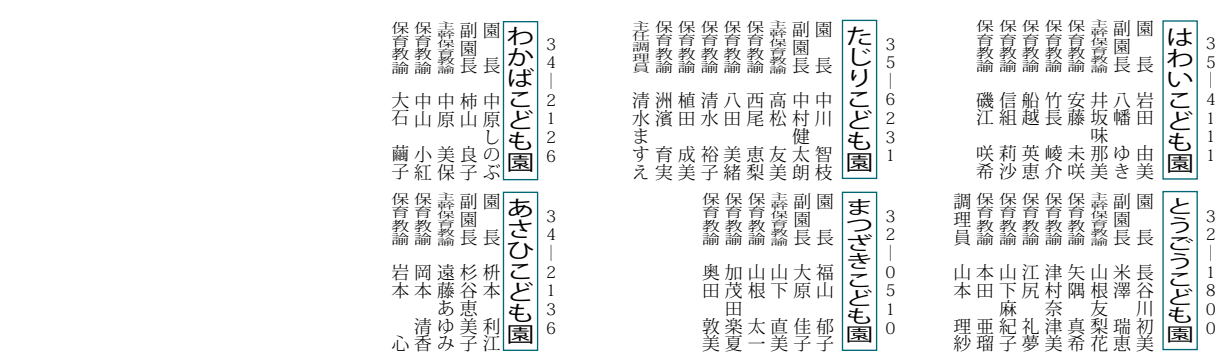 35―4111
はわいこども園
園長 岩田 由美
副園長 八幡 ゆき
主幹保育教諭 井坂味那美
保育教諭 安藤 未咲
保育教諭 竹長 崚介
保育教諭 船越 英恵
保育教諭 信組 莉沙
保育教諭 磯江 咲希
32―1800
とうごうこども園
園長 長谷川初美
副園長 米澤 瑞恵
主幹保育教諭 山根友梨花
保育教諭 矢隅 真希
保育教諭 津村奈津美
保育教諭 江尻 礼夢
保育教諭 山下麻紀子
保育教諭 本田 亜瑠
調理員 山本 理紗
35―6231
たじりこども園
園長 中川 智枝
副園長 中村健太朗
主幹保育教諭 高松 友美
保育教諭 西尾 恵梨
保育教諭 八田 美緒
保育教諭 清水 裕子
保育教諭 植田 成美
保育教諭 洲濱 育実
主任調理員 清水ますえ
32―0510
まつざきこども園
園長 福山 郁子
副園長 大原 佳子
主幹保育教諭 山下 直美
保育教諭 山根 太一
保育教諭 加茂田楽夏
保育教諭 奥田 敦美
34―2126
わかばこども園
園長 中原しのぶ
副園長 柿山 良子
主幹保育教諭 中原 美保
保育教諭 中山 小紅
保育教諭 大石 繭子
34―2136
あさひこども園
園長 枡本 利江
副園長 杉谷恵美子
主幹保育教諭 遠藤あゆみ
保育教諭 岡本 清香
保育教諭 岩本 心